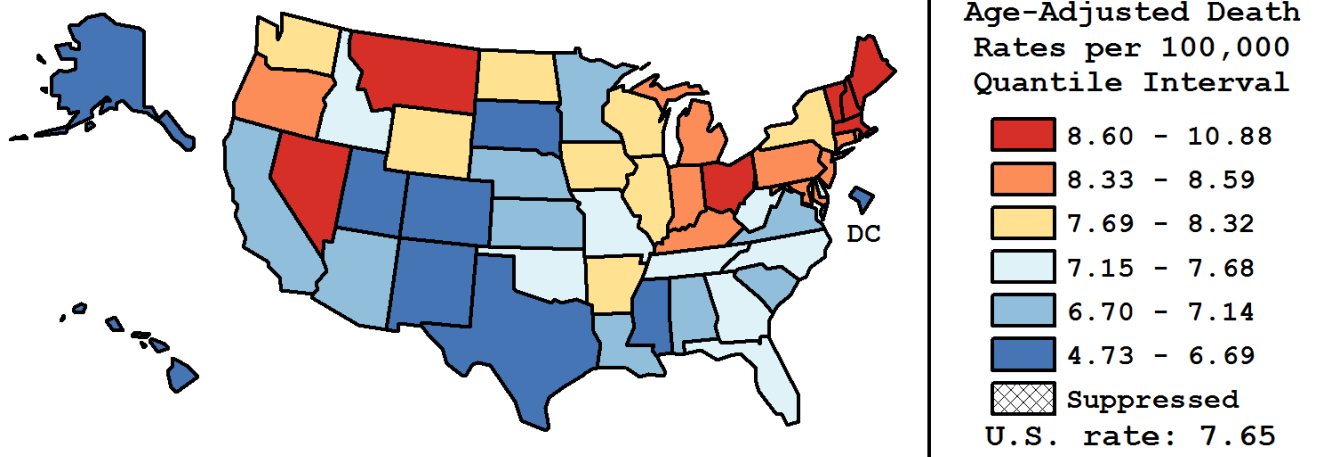 Age-Adjusted Death
Rates per 100,000
Quantile Interval
8.60 - 10.88
8.33 - 8.59
7.69 - 8.32
7.15 - 7.68
6.70 - 7.14
4.73 - 6.69
Suppressed
U.S. rate: 7.65
DC